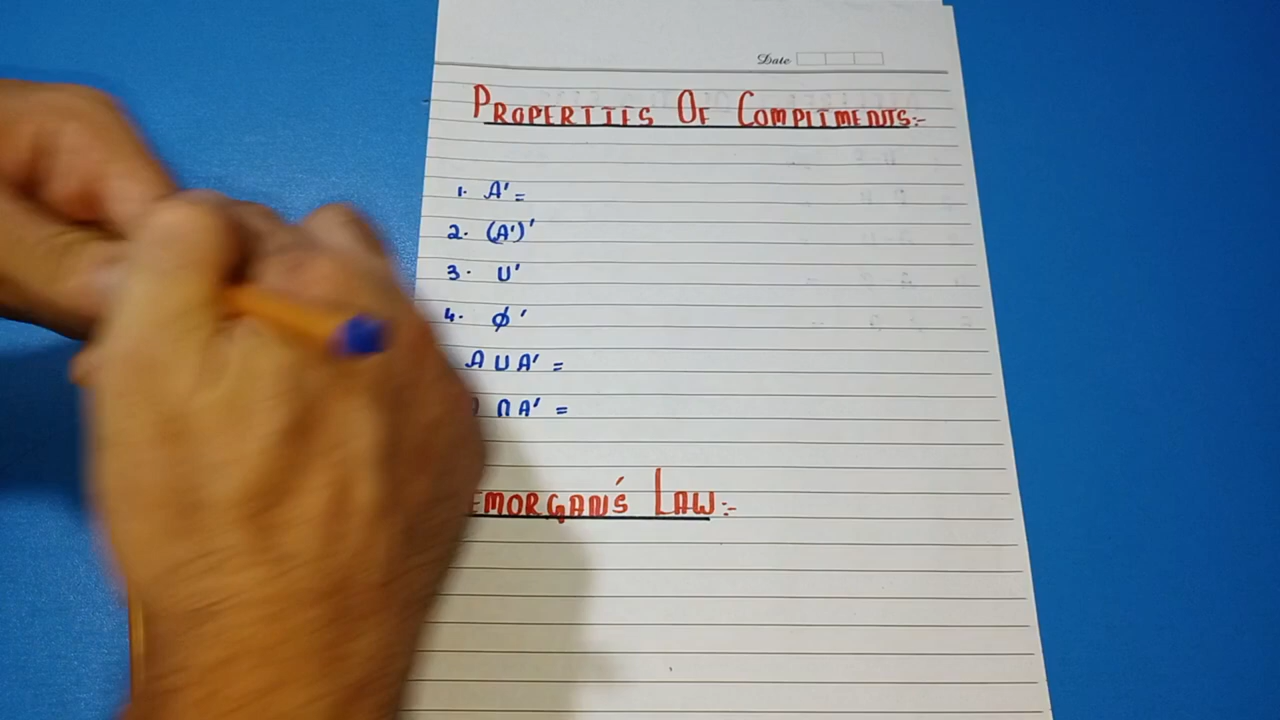 Date
PROPERTIES OF COMPLIMENTS:-
1. A' =
2. (A')'
3. U'
4. φ'
A U A' =
∩ A' =
EMORGAN'S LAW:-